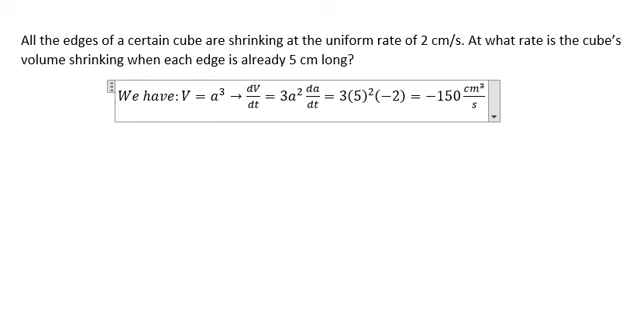 All the edges of a certain cube are shrinking at the uniform rate of 2 cm/s. At what rate is the cube's
volume shrinking when each edge is already 5 cm long?
We have: V = a³ → dV/dt = 3a² da/dt = 3(5)²(−2) = −150 cm³/s